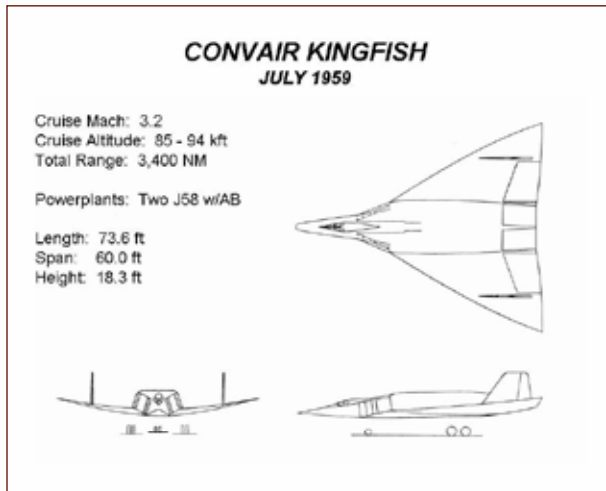 CONVAIR KINGFISH
JULY 1959
Cruise Mach: 3.2
Cruise Altitude: 85 - 94 kft
Total Range: 3,400 NM
Powerplants: Two J58 w/AB
Length: 73.6 ft
Span: 60.0 ft
Height: 18.3 ft